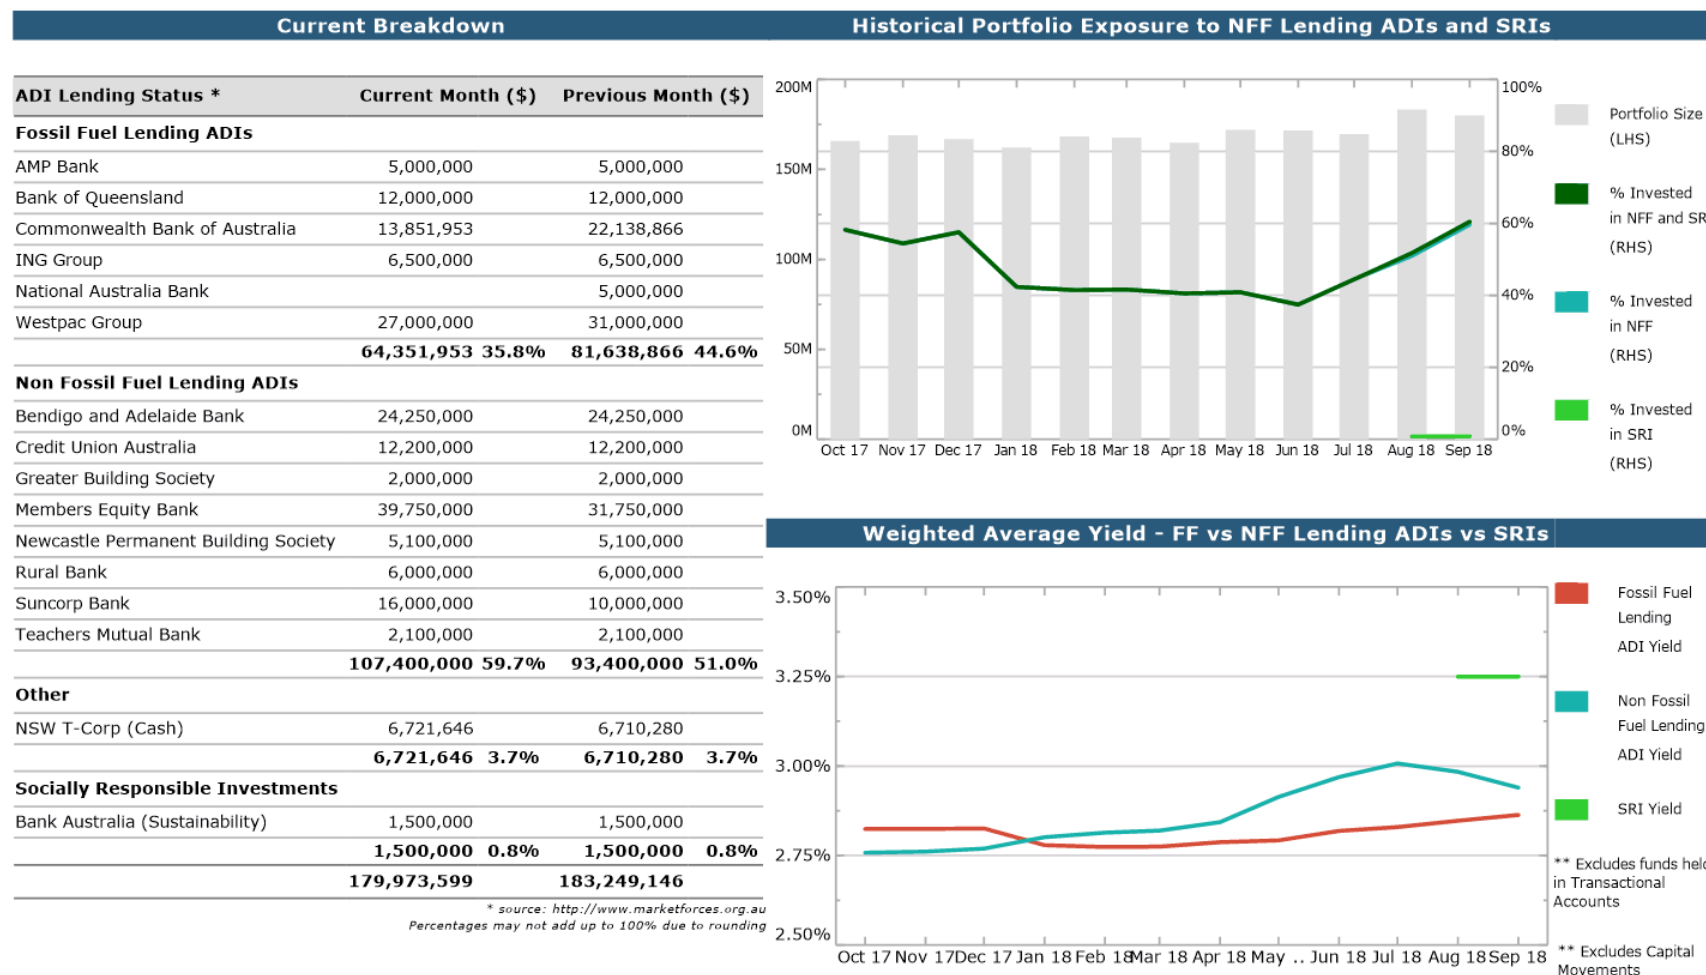 Current Breakdown
ADI Lending Status * Current Month ($) Previous Month ($)
Fossil Fuel Lending ADIs
AMP Bank 5,000,000 5,000,000
Bank of Queensland 12,000,000 12,000,000
Commonwealth Bank of Australia 13,851,953 22,138,866
ING Group 6,500,000 6,500,000
National Australia Bank 5,000,000
Westpac Group 27,000,000 31,000,000
64,351,953 35.8% 81,638,866 44.6%
Non Fossil Fuel Lending ADIs
Bendigo and Adelaide Bank 24,250,000 24,250,000
Credit Union Australia 12,200,000 12,200,000
Greater Building Society 2,000,000 2,000,000
Members Equity Bank 39,750,000 31,750,000
Newcastle Permanent Building Society 5,100,000 5,100,000
Rural Bank 6,000,000 6,000,000
Suncorp Bank 16,000,000 10,000,000
Teachers Mutual Bank 2,100,000 2,100,000
107,400,000 59.7% 93,400,000 51.0%
Other
NSW T-Corp (Cash) 6,721,646 6,710,280
6,721,646 3.7% 6,710,280 3.7%
Socially Responsible Investments
Bank Australia (Sustainability) 1,500,000 1,500,000
1,500,000 0.8% 1,500,000 0.8%
179,973,599 183,249,146
* source: http://www.marketforces.org.au
Percentages may not add up to 100% due to rounding
Historical Portfolio Exposure to NFF Lending ADIs and SRIs
200M 100%
80%
150M
60%
100M
40%
50M
20%
0M 0%
Oct 17 Nov 17 Dec 17 Jan 18 Feb 18 Mar 18 Apr 18 May 18 Jun 18 Jul 18 Aug 18 Sep 18
Portfolio Size
(LHS)
% Invested
in NFF and SR
(RHS)
% Invested
in NFF
(RHS)
% Invested
in SRI
(RHS)
Weighted Average Yield - FF vs NFF Lending ADIs vs SRIs
3.50%
3.25%
3.00%
2.75%
2.50%
Oct 17 Nov 17 Dec 17 Jan 18 Feb 18 Mar 18 Apr 18 May .. Jun 18 Jul 18 Aug 18 Sep 18
Fossil Fuel
Lending
ADI Yield
Non Fossil
Fuel Lending
ADI Yield
SRI Yield
** Excludes funds held
in Transactional
Accounts
** Excludes Capital
Movements